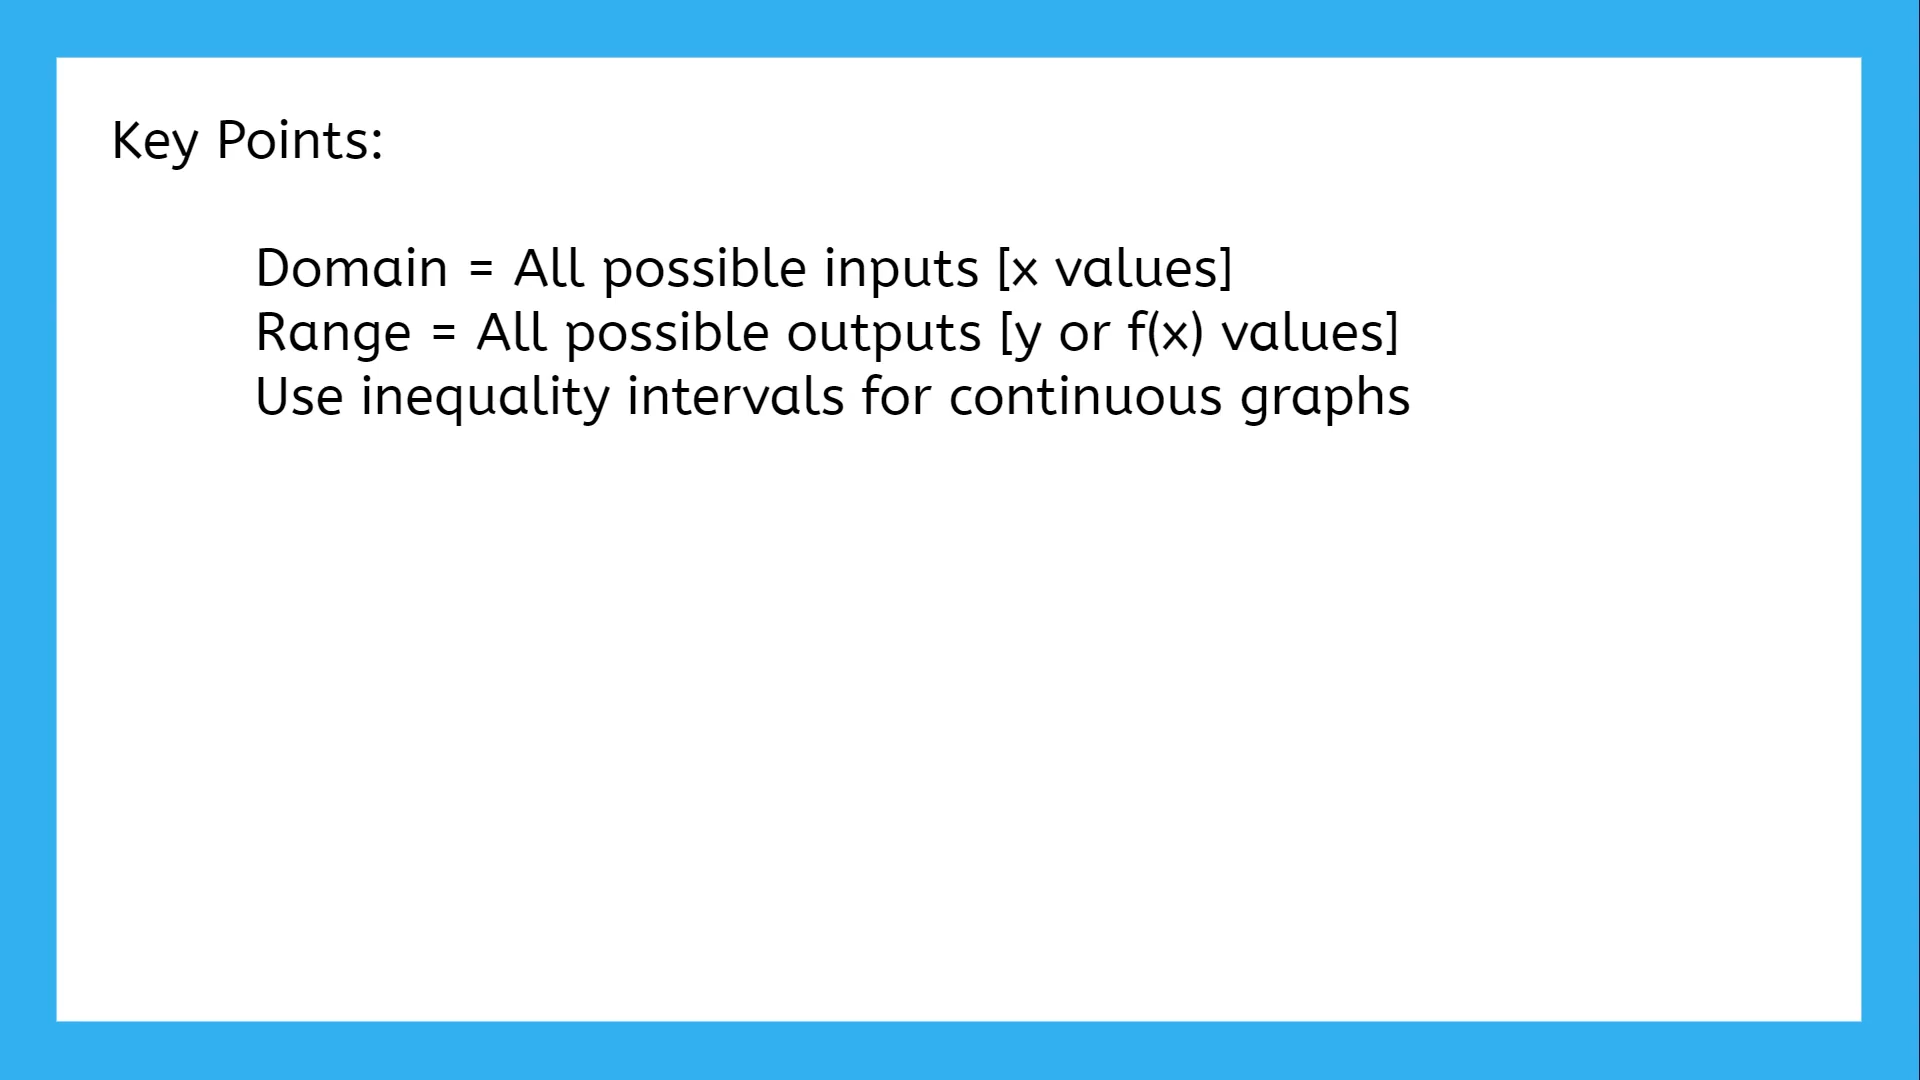 Key Points:
Domain = All possible inputs [x values]
Range = All possible outputs [y or f(x) values]
Use inequality intervals for continuous graphs